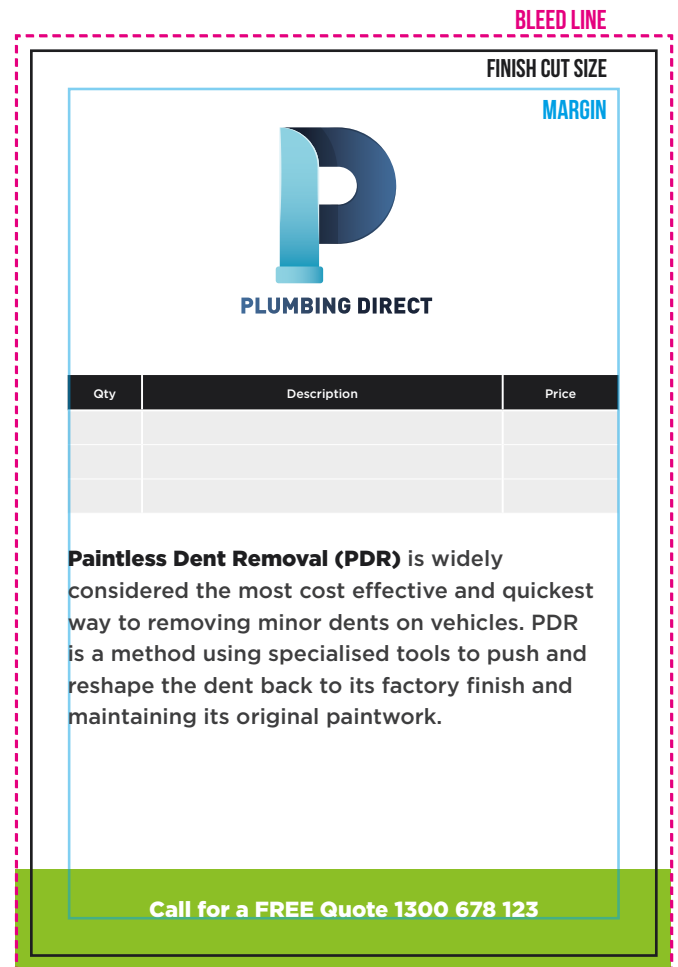 BLEED LINE
FINISH CUT SIZE
MARGIN
PLUMBING DIRECT
Qty Description Price
Paintless Dent Removal (PDR) is widely
considered the most cost effective and quickest
way to removing minor dents on vehicles. PDR
is a method using specialised tools to push and
reshape the dent back to its factory finish and
maintaining its original paintwork.
Call for a FREE Quote 1300 678 123